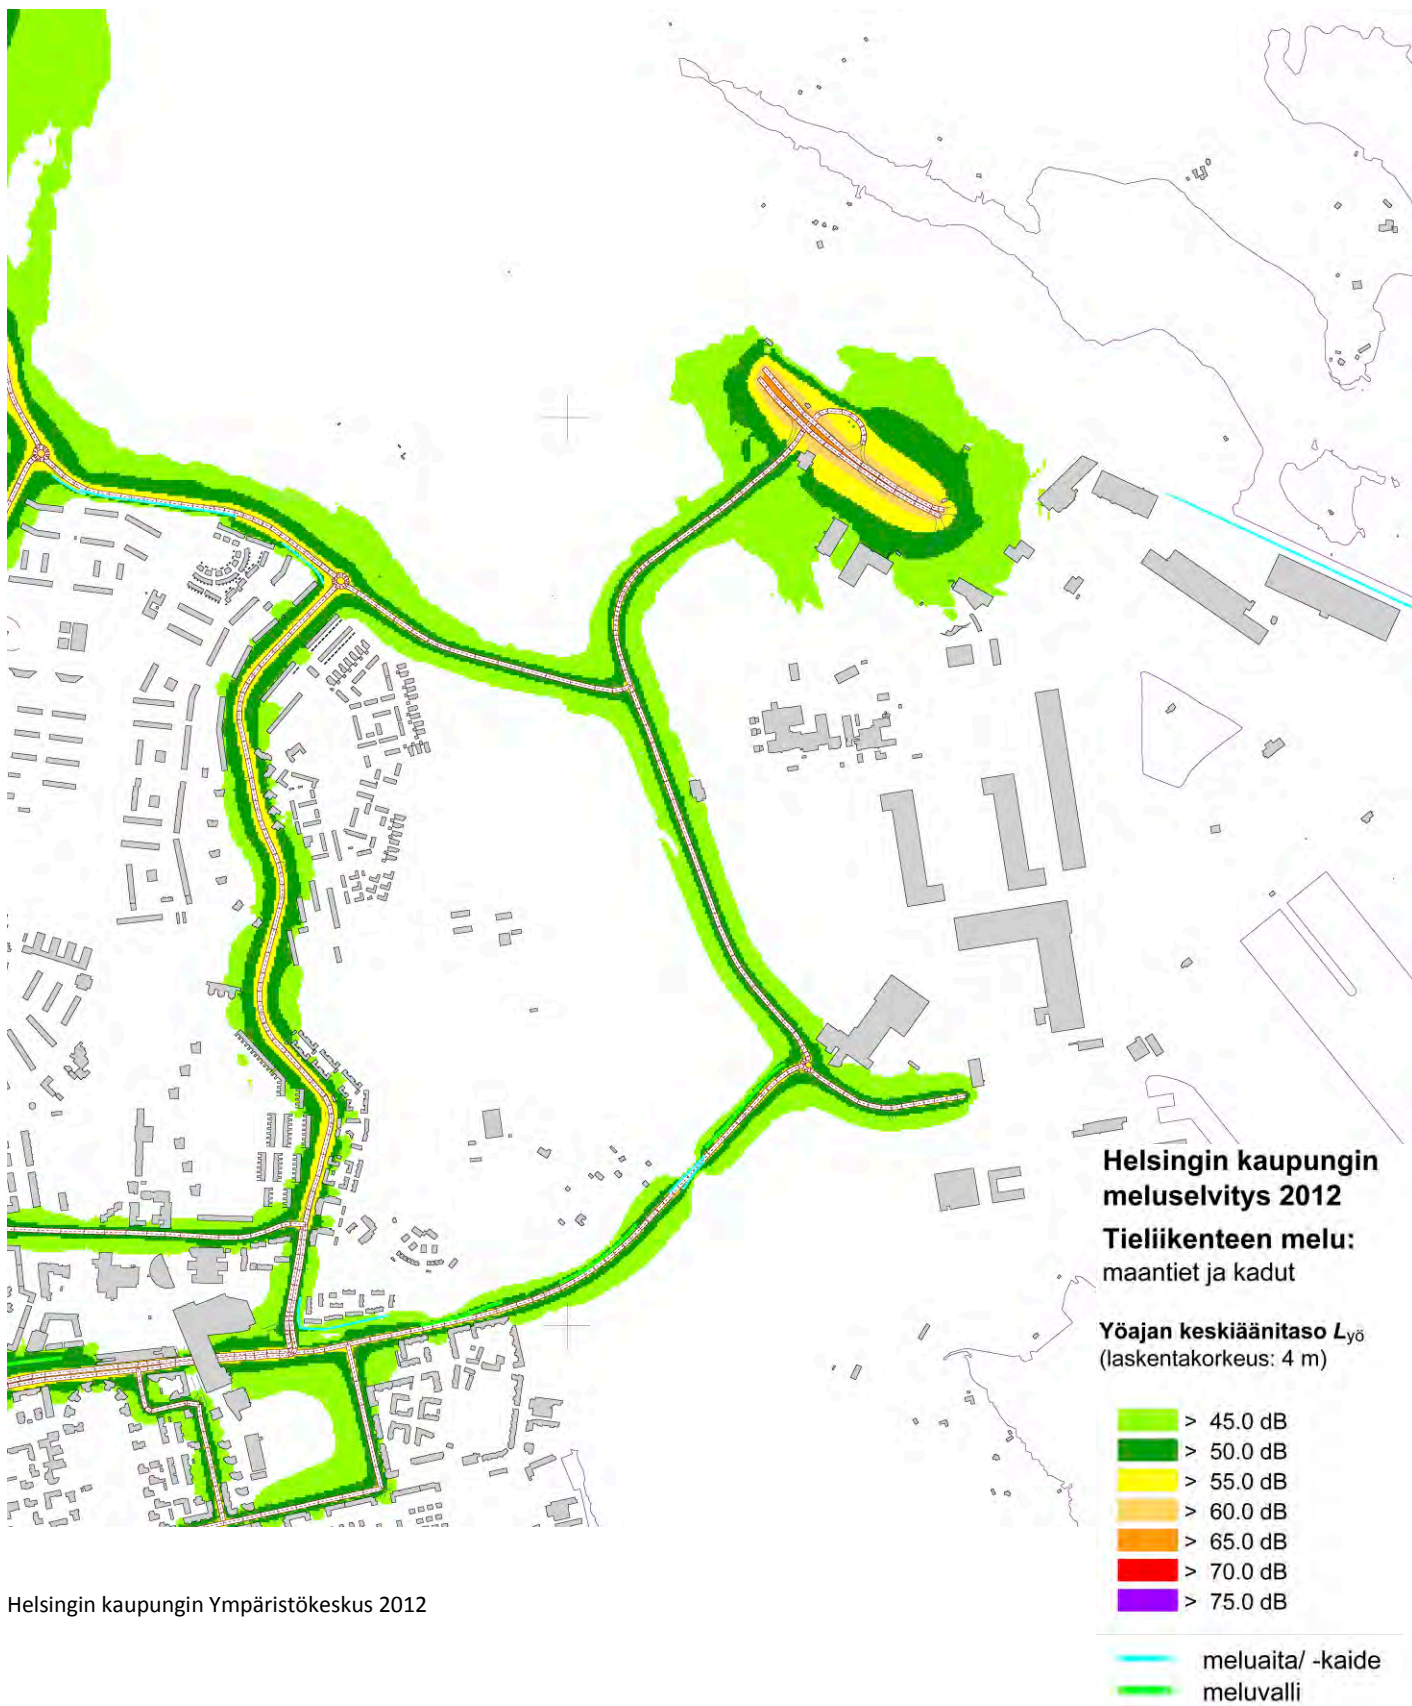 Helsingin kaupungin
meluselvitys 2012
Tieliikenteen melu:
maantiet ja kadut
Yöajan keskiäänitaso Lyö
(laskentakorkeus: 4 m)
> 45.0 dB
> 50.0 dB
> 55.0 dB
> 60.0 dB
> 65.0 dB
> 70.0 dB
> 75.0 dB
meluaita/ -kaide
meluvalli
Helsingin kaupungin Ympäristökeskus 2012